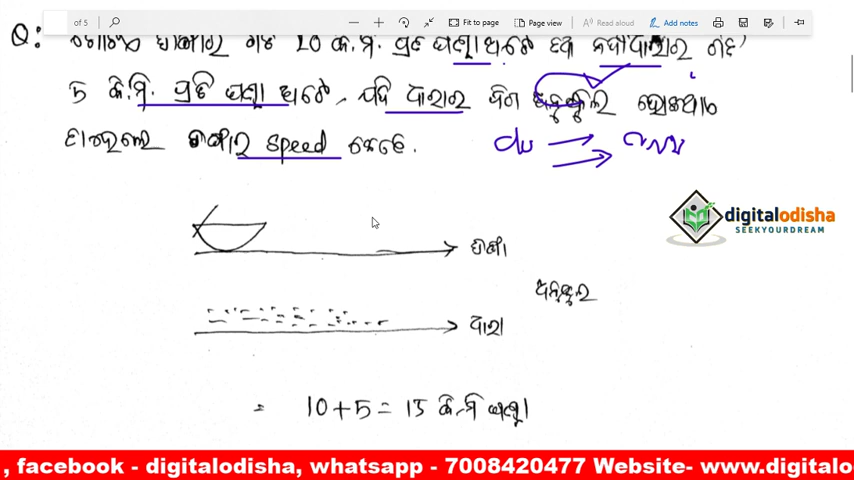 of 5
Fit to page
Page view
Read aloud
Add notes
Q: ଗୋଟିଏ ଡଙ୍ଗାର ଗତି 10 କି.ମି. ପ୍ରତି ଘଣ୍ଟା ଅଟେ ଏବଂ ନଦୀ ଧାରାର ଗତି
5 କି.ମି. ପ୍ରତି ଘଣ୍ଟା ଅଟେ, ଯଦି ଧାରାର ଦିଗ ଅନୁକୂଳ
speed କେତେ.
digitalodisha
SEEKYOURDREAM
ଡଙ୍ଗା
ଅନୁକୂଳ
ଧାରା
= 10+5 = 15 କି.ମି ଘଣ୍ଟା
, facebook - digitalodisha, whatsapp - 7008420477 Website- www.digitalo